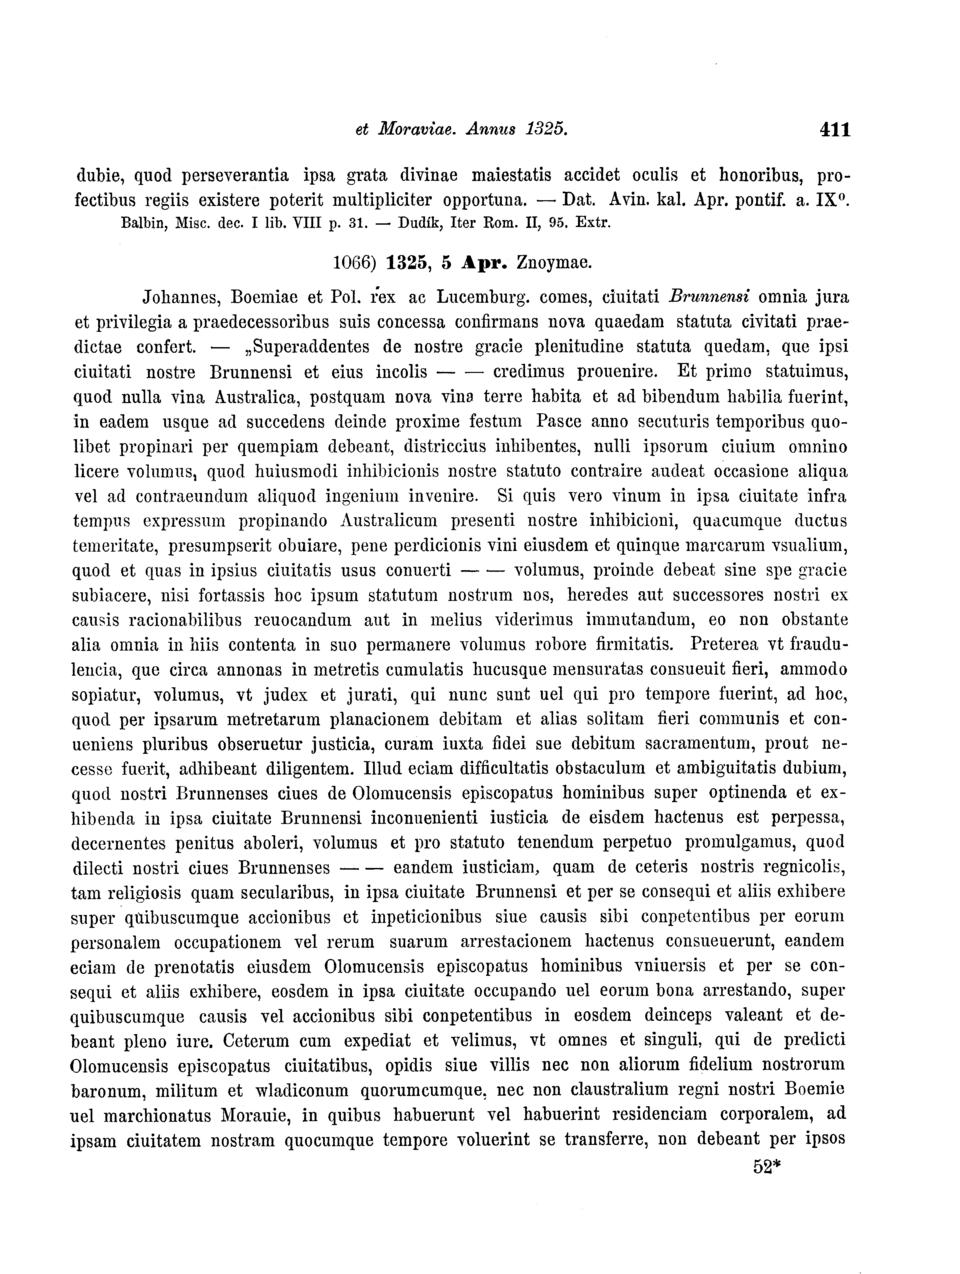 et Moraviae. Annus 1325. 411
dubie, quod perseverantia ipsa grata divinae maiestatis accidet oculis et honoribus, pro-
fectibus regiis existere poterit multipliciter opportuna. — Dat. Avin. kal. Apr. pontif. a. IX⁰.
Balbin, Misc. dec. I lib. VIII p. 31. — Dudík, Iter Rom. II, 95. Extr.
1066) 1325, 5 Apr. Znoymae.
Johannes, Boemiae et Pol. rex ac Lucemburg. comes, ciuitati Brunnensi omnia jura
et privilegia a praedecessoribus suis concessa confirmans nova quaedam statuta civitati prae-
dictae confert. — „Superaddentes de nostre gracie plenitudine statuta quedam, que ipsi
ciuitati nostre Brunnensi et eius incolis — — credimus prouenire. Et primo statuimus,
quod nulla vina Australica, postquam nova vina terre habita et ad bibendum habilia fuerint,
in eadem usque ad succedens deinde proxime festum Pasce anno secuturis temporibus quo-
libet propinari per quempiam debeant, districcius inhibentes, nulli ipsorum ciuium omnino
licere volumus, quod huiusmodi inhibicionis nostre statuto contraire audeat occasione aliqua
vel ad contraeundum aliquod ingenium invenire. Si quis vero vinum in ipsa ciuitate infra
tempus expressum propinando Australicum presenti nostre inhibicioni, quacumque ductus
temeritate, presumpserit obuiare, pene perdicionis vini eiusdem et quinque marcarum vsualium,
quod et quas in ipsius ciuitatis usus conuerti — — volumus, proinde debeat sine spe gracie
subiacere, nisi fortassis hoc ipsum statutum nostrum nos, heredes aut successores nostri ex
causis racionabilibus reuocandum aut in melius viderimus immutandum, eo non obstante
alia omnia in hiis contenta in suo permanere volumus robore firmitatis. Preterea vt fraudu-
lencia, que circa annonas in metretis cumulatis hucusque mensuratas consueuit fieri, ammodo
sopiatur, volumus, vt judex et jurati, qui nunc sunt uel qui pro tempore fuerint, ad hoc,
quod per ipsarum metretarum planacionem debitam et alias solitam fieri communis et con-
ueniens pluribus obseruetur justicia, curam iuxta fidei sue debitum sacramentum, prout ne-
cesse fuerit, adhibeant diligentem. Illud eciam difficultatis obstaculum et ambiguitatis dubium,
quod nostri Brunnenses ciues de Olomucensis episcopatus hominibus super optinenda et ex-
hibenda in ipsa ciuitate Brunnensi inconuenienti iusticia de eisdem hactenus est perpessa,
decernentes penitus aboleri, volumus et pro statuto tenendum perpetuo promulgamus, quod
dilecti nostri ciues Brunnenses — — eandem iusticiam, quam de ceteris nostris regnicolis,
tam religiosis quam secularibus, in ipsa ciuitate Brunnensi et per se consequi et aliis exhibere
super quibuscumque accionibus et inpeticionibus siue causis sibi conpetentibus per eorum
personalem occupationem vel rerum suarum arrestacionem hactenus consueuerunt, eandem
eciam de prenotatis eiusdem Olomucensis episcopatus hominibus vniuersis et per se con-
sequi et aliis exhibere, eosdem in ipsa ciuitate occupando uel eorum bona arrestando, super
quibuscumque causis vel accionibus sibi conpetentibus in eosdem deinceps valeant et de-
beant pleno iure. Ceterum cum expediat et velimus, vt omnes et singuli, qui de predicti
Olomucensis episcopatus ciuitatibus, opidis siue villis nec non aliorum fidelium nostrorum
baronum, militum et wladiconum quorumcumque, nec non claustralium regni nostri Boemie
uel marchionatus Morauie, in quibus habuerunt vel habuerint residenciam corporalem, ad
ipsam ciuitatem nostram quocumque tempore voluerint se transferre, non debeant per ipsos
52*